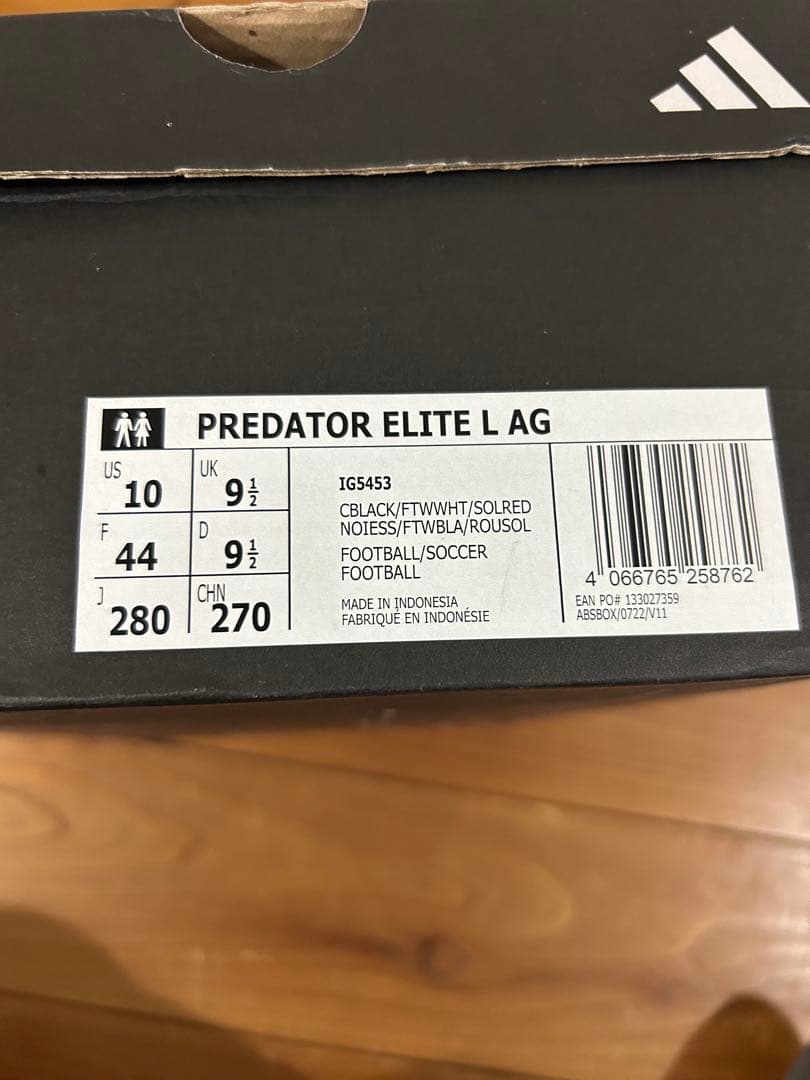 PREDATOR ELITE L AG
US 10
UK 9½
F 44
D 9½
J 280
CHN 270
IG5453
CBLACK/FTWWHT/SOLRED
NOIESS/FTWBLA/ROUSOL
FOOTBALL/SOCCER
FOOTBALL
MADE IN INDONESIA
FABRIQUÉ EN INDONÉSIE
4 066765 258762
EAN PO# 133027359
ABSBOX/0722/V11